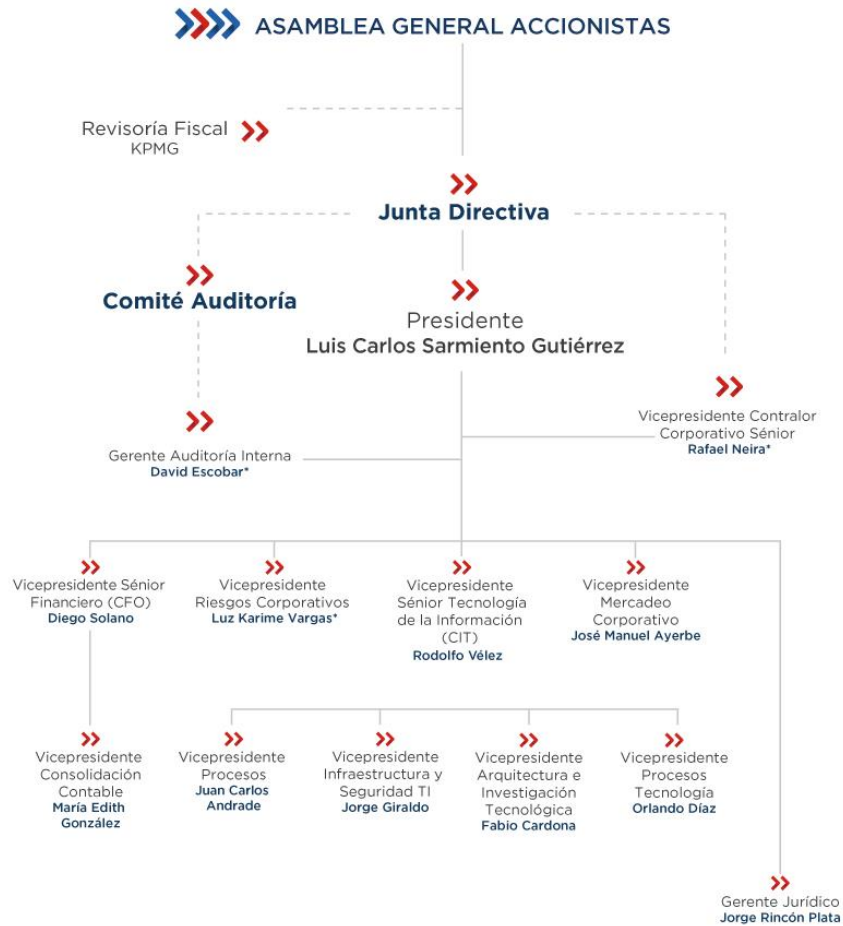 ASAMBLEA GENERAL ACCIONISTAS
Revisoría Fiscal
KPMG
Junta Directiva
Comité Auditoría
Presidente
Luis Carlos Sarmiento Gutiérrez
Vicepresidente Contralor
Corporativo Sénior
Rafael Neira*
Gerente Auditoría Interna
David Escobar*
Vicepresidente Sénior
Financiero (CFO)
Diego Solano
Vicepresidente
Riesgos Corporativos
Luz Karime Vargas*
Vicepresidente
Sénior Tecnología
de la Información
(CIT)
Rodolfo Vélez
Vicepresidente
Mercadeo
Corporativo
José Manuel Ayerbe
Vicepresidente
Consolidación
Contable
María Edith
González
Vicepresidente
Procesos
Juan Carlos
Andrade
Vicepresidente
Infraestructura y
Seguridad TI
Jorge Giraldo
Vicepresidente
Arquitectura e
Investigación
Tecnológica
Fabio Cardona
Vicepresidente
Procesos
Tecnología
Orlando Díaz
Gerente Jurídico
Jorge Rincón Plata